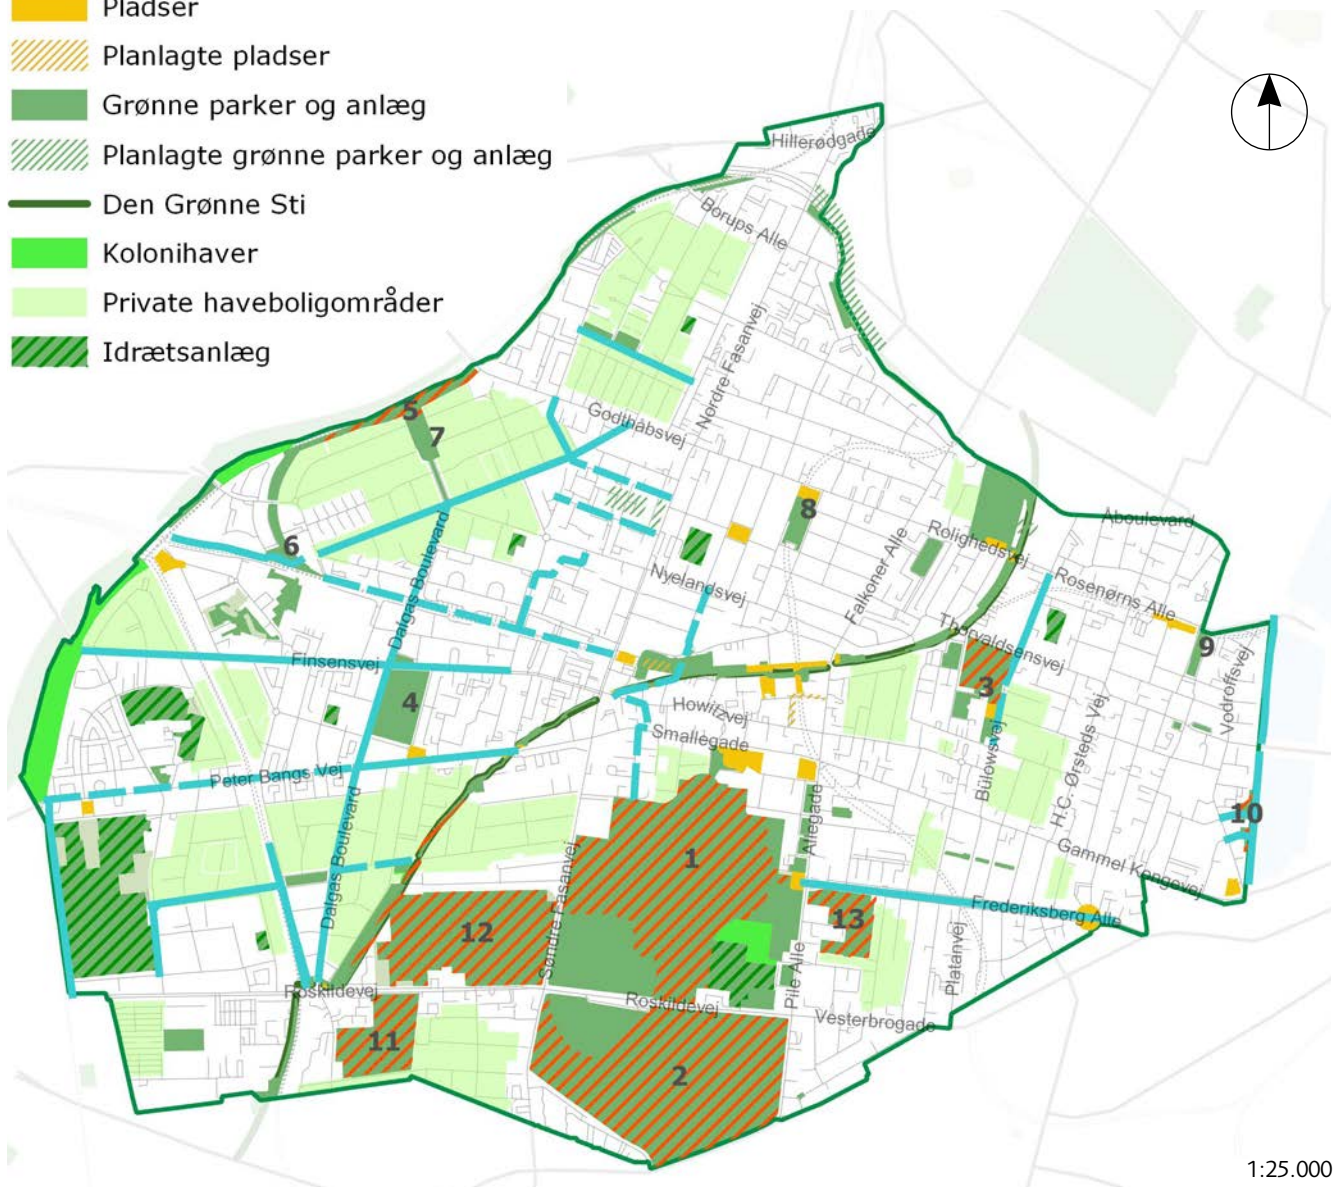 Pladser
Planlagte pladser
Grønne parker og anlæg
Planlagte grønne parker og anlæg
Den Grønne Sti
Kolonihaver
Private haveboligområder
Idrætsanlæg
Hillerødgade
Borups Alle
Nordre Fasanvej
Godthåbsvej
5
7
8
6
Åboulevard
Rolighedsvej
Falkoner Alle
Rosenørns Alle
Nyelandsvej
Dalgas Boulevard
Thorvaldsensvej
9
Finsensvej
Vodroffsvej
3
4
Howitzvej
H.C. Ørsteds Vej
Smallegade
Bülowsvej
Peter Bangs Vej
10
Allegade
Dalgas Boulevard
1
Gammel Kongevej
Søndre Fasanvej
Frederiksberg Alle
13
12
Platanvej
Pile Alle
Roskildevej
Roskildevej
Vesterbrogade
11
2
1:25.000